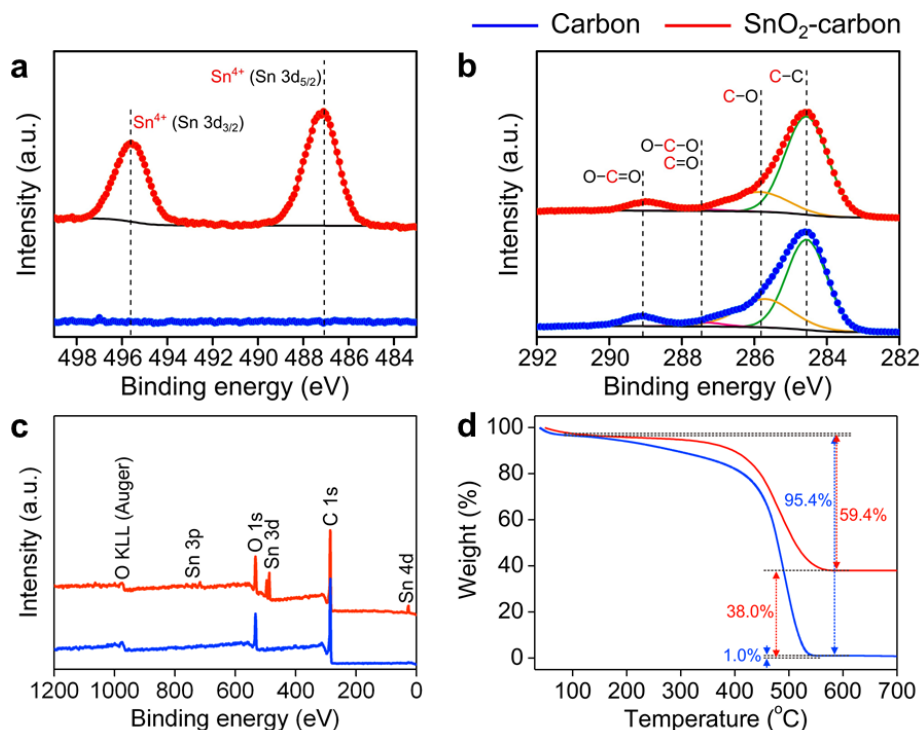 Carbon
SnO₂-carbon
a
Sn⁴⁺ (Sn 3d₅/₂)
Sn⁴⁺ (Sn 3d₃/₂)
Intensity (a.u.)
498 496 494 492 490 488 486 484
Binding energy (eV)
b
C−C
C−O
O−C−O
C=O
O−C=O
Intensity (a.u.)
292 290 288 286 284 282
Binding energy (eV)
c
O KLL (Auger)
Sn 3p
O 1s
Sn 3d
C 1s
Sn 4d
Intensity (a.u.)
1200 1000 800 600 400 200 0
Binding energy (eV)
d
100
80
60
40
20
0
Weight (%)
95.4%
59.4%
38.0%
1.0%
100 200 300 400 500 600 700
Temperature (°C)